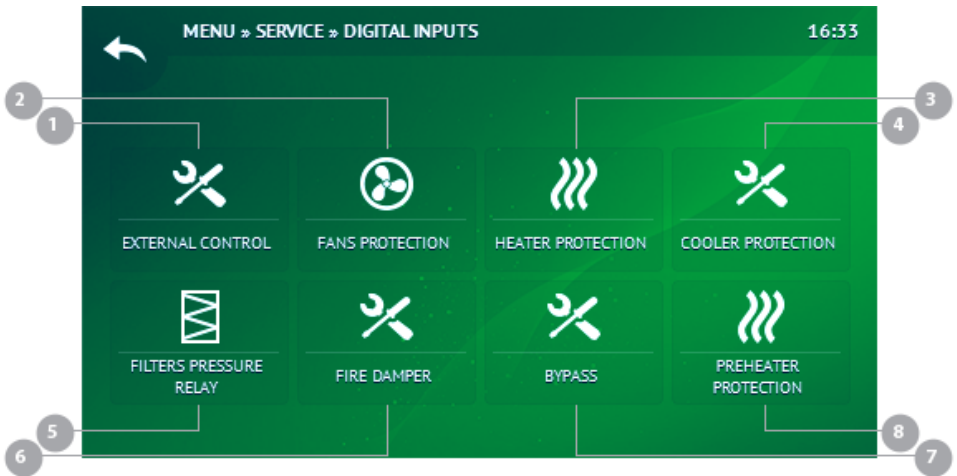 MENU » SERVICE » DIGITAL INPUTS
16:33
2
1
3
4
EXTERNAL CONTROL
FANS PROTECTION
HEATER PROTECTION
COOLER PROTECTION
FILTERS PRESSURE
RELAY
FIRE DAMPER
BYPASS
PREHEATER
PROTECTION
5
6
8
7